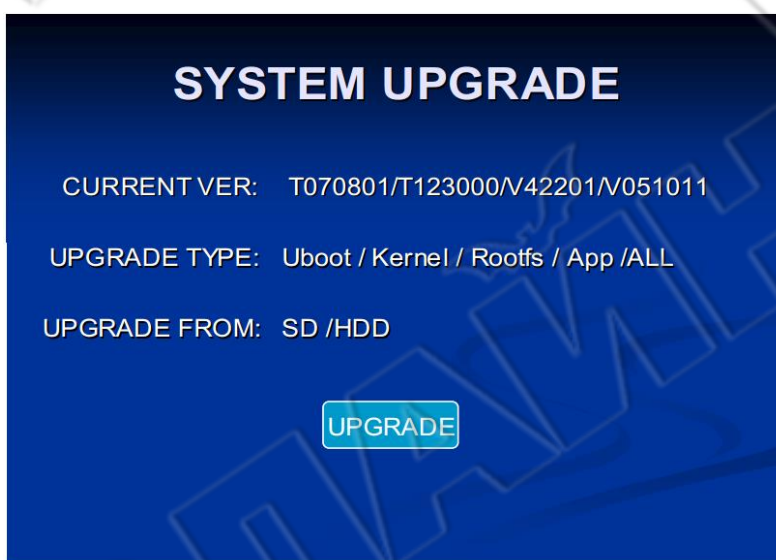 SYSTEM UPGRADE
CURRENT VER: T070801/T123000/V42201/V051011
UPGRADE TYPE: Uboot / Kernel / Rootfs / App /ALL
UPGRADE FROM: SD /HDD
UPGRADE